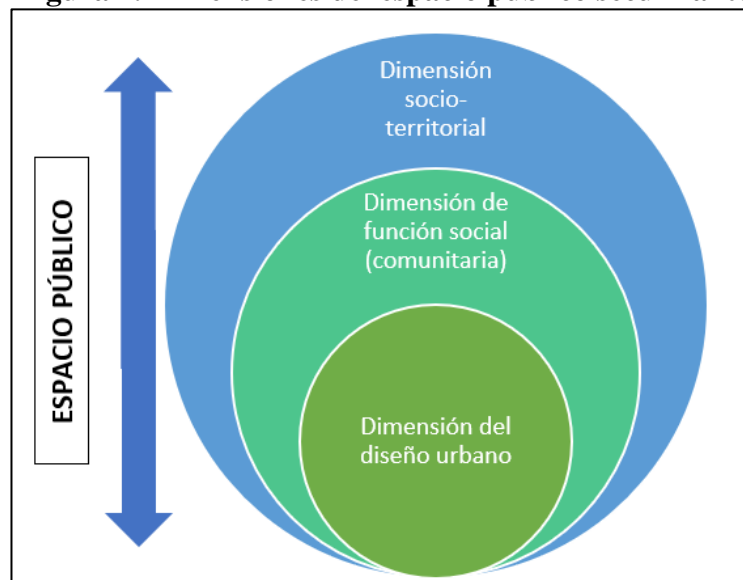 Dimensión
socio-
territorial
Dimensión de
función social
(comunitaria)
Dimensión del
diseño urbano
ESPACIO PÚBLICO